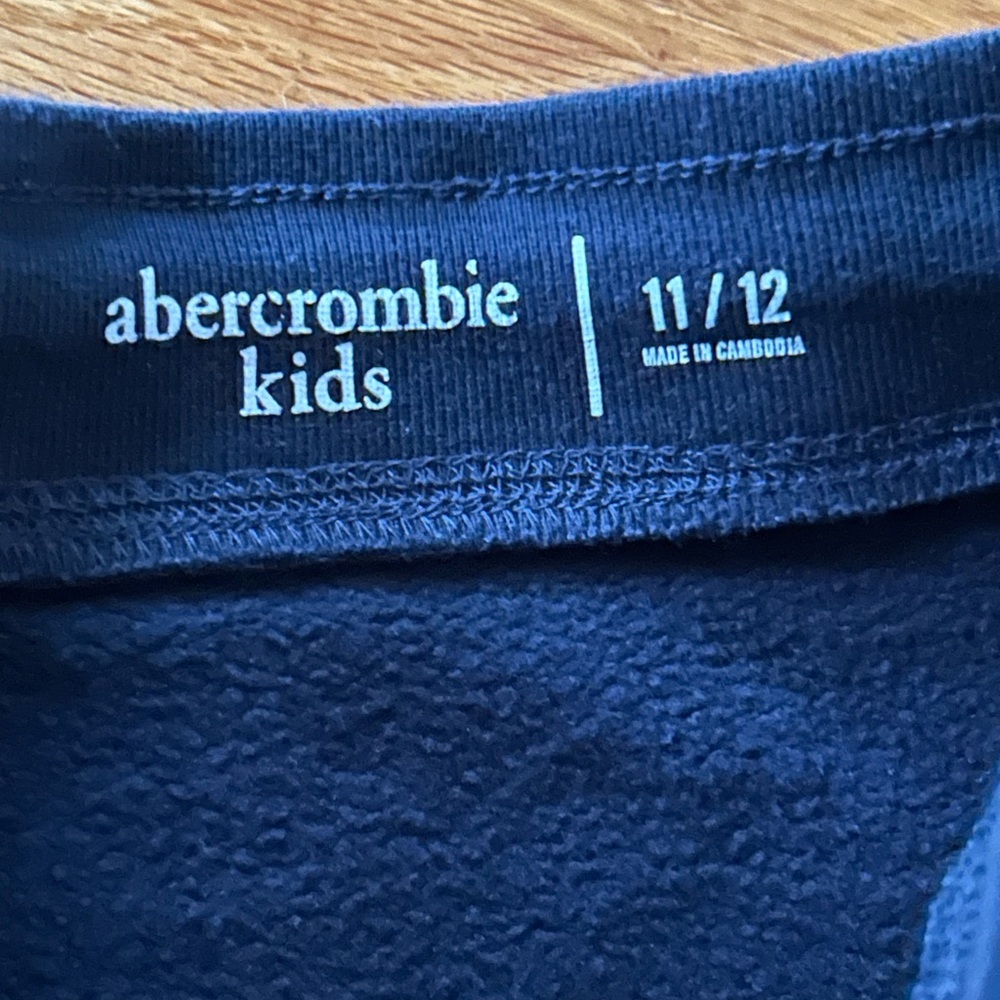 abercrombie
kids
11 / 12
MADE IN CAMBODIA